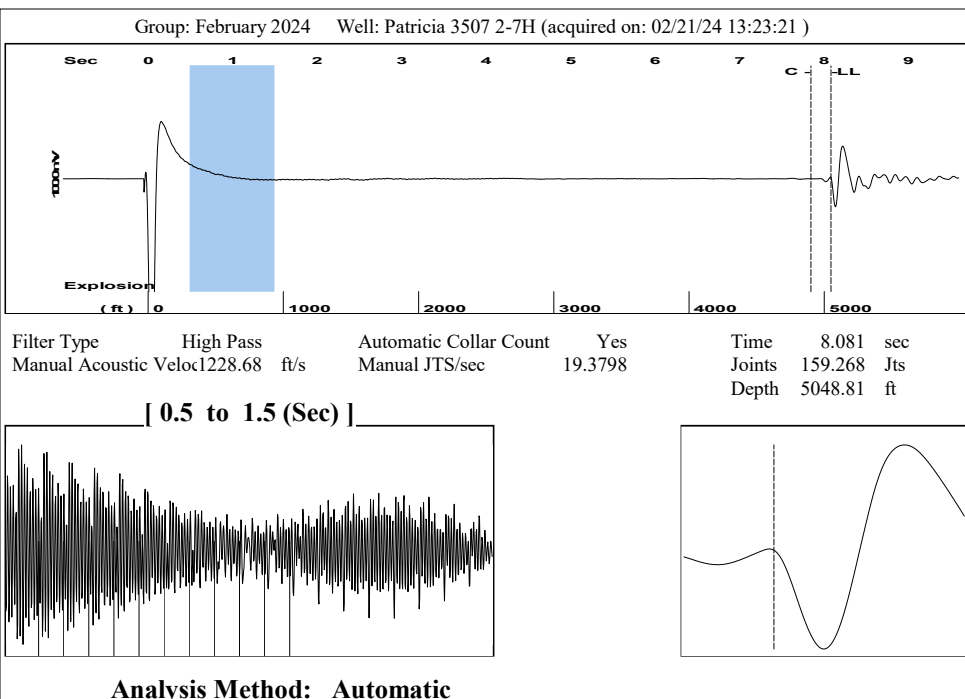 Group: February 2024 Well: Patricia 3507 2-7H (acquired on: 02/21/24 13:23:21 )
Sec 0 1 2 3 4 5 6 7 8 9
C - -LL
Explosion
( ft ) 0 1000 2000 3000 4000 5000
Filter Type High Pass Automatic Collar Count Yes Time 8.081 sec
Manual Acoustic Veloc1228.68 ft/s Manual JTS/sec 19.3798 Joints 159.268 Jts
Depth 5048.81 ft
[ 0.5 to 1.5 (Sec) ]
Analysis Method: Automatic